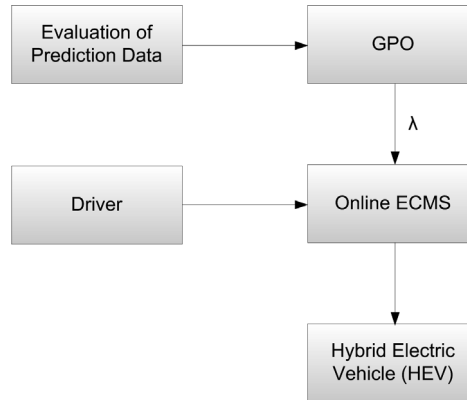 Evaluation of
Prediction Data
GPO
λ
Driver
Online ECMS
Hybrid Electric
Vehicle (HEV)